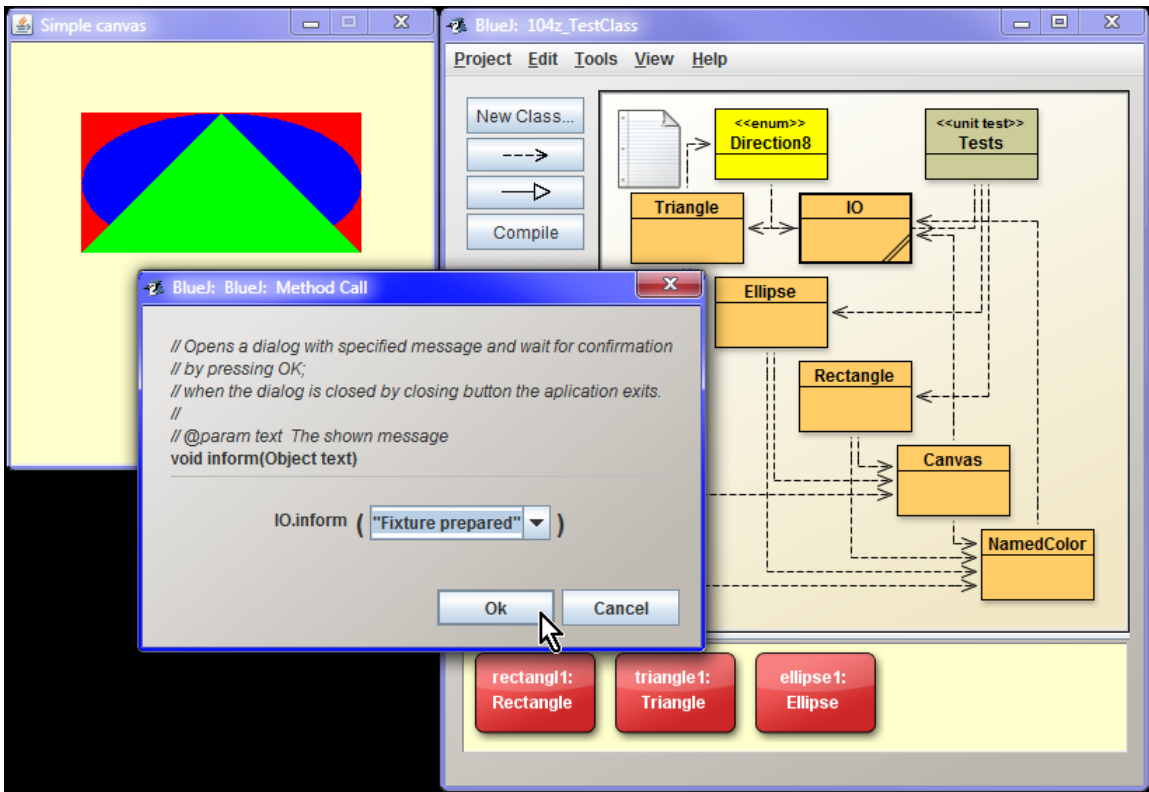 Simple canvas
BlueJ: 104z_TestClass
Project Edit Tools View Help
New Class...
Compile
<<enum>>
Direction8
<<unit test>>
Tests
Triangle
IO
Ellipse
Rectangle
Canvas
NamedColor
BlueJ: BlueJ: Method Call
// Opens a dialog with specified message and wait for confirmation
// by pressing OK;
// when the dialog is closed by closing button the aplication exits.
//
// @param text The shown message
void inform(Object text)
IO.inform ( "Fixture prepared" )
Ok Cancel
rectangl1:
Rectangle
triangle1:
Triangle
ellipse1:
Ellipse